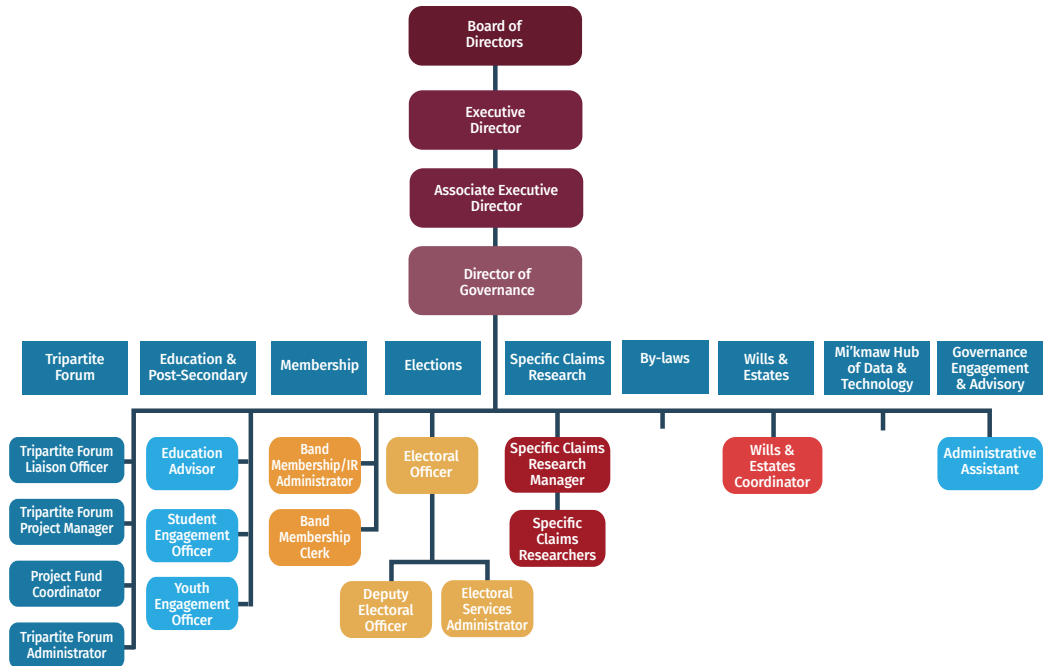 Board of
Directors
Executive
Director
Associate Executive
Director
Director of
Governance
Tripartite
Forum
Education &
Post-Secondary
Membership
Elections
Specific Claims
Research
By-laws
Wills &
Estates
Mi’kmaw Hub
of Data &
Technology
Governance
Engagement
& Advisory
Tripartite Forum
Liaison Officer
Tripartite Forum
Project Manager
Project Fund
Coordinator
Tripartite Forum
Administrator
Education
Advisor
Student
Engagement
Officer
Youth
Engagement
Officer
Band
Membership/IR
Administrator
Band
Membership
Clerk
Electoral
Officer
Deputy
Electoral
Officer
Electoral
Services
Administrator
Specific Claims
Research
Manager
Specific
Claims
Researchers
Wills &
Estates
Coordinator
Administrative
Assistant